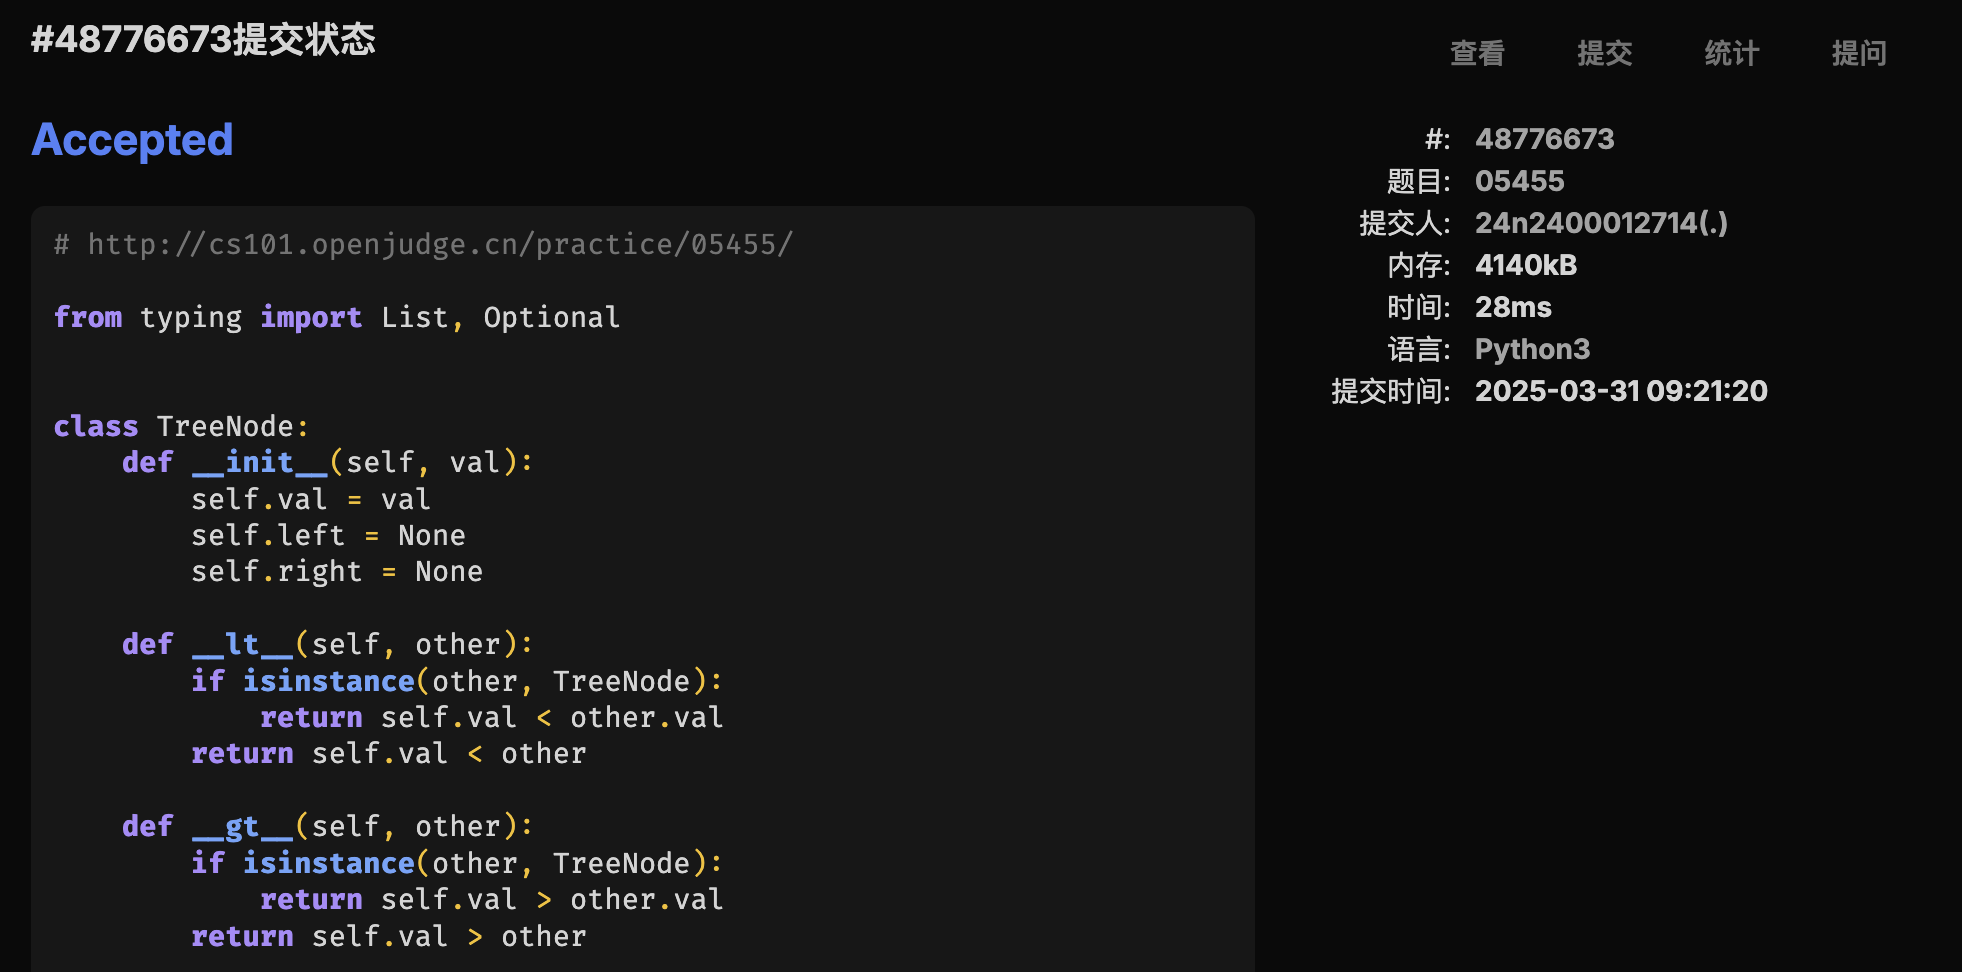 #48776673提交状态
查看 提交 统计 提问
Accepted
# http://cs101.openjudge.cn/practice/05455/
from typing import List, Optional
class TreeNode:
    def __init__(self, val):
        self.val = val
        self.left = None
        self.right = None
    def __lt__(self, other):
        if isinstance(other, TreeNode):
            return self.val < other.val
        return self.val < other
    def __gt__(self, other):
        if isinstance(other, TreeNode):
            return self.val > other.val
        return self.val > other
#: 48776673
题目: 05455
提交人: 24n2400012714(.)
内存: 4140kB
时间: 28ms
语言: Python3
提交时间: 2025-03-31 09:21:20